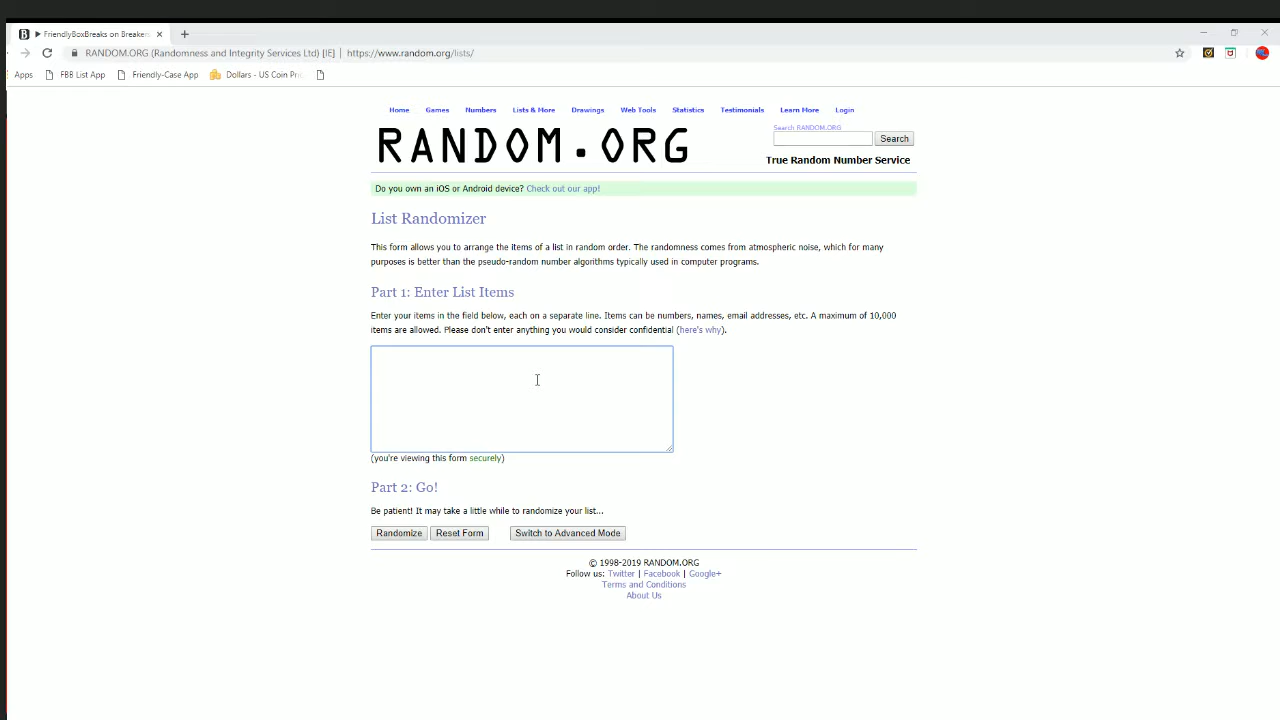 FriendlyBoxBreaks on Breakers
RANDOM.ORG (Randomness and Integrity Services Ltd) [IE] | https://www.random.org/lists/
Apps FBB List App Friendly-Case App Dollars - US Coin Pric
Home Games Numbers Lists & More Drawings Web Tools Statistics Testimonials Learn More Login
RANDOM.ORG
Search RANDOM.ORG
Search
True Random Number Service
Do you own an iOS or Android device? Check out our app!
List Randomizer
This form allows you to arrange the items of a list in random order. The randomness comes from atmospheric noise, which for many
purposes is better than the pseudo-random number algorithms typically used in computer programs.
Part 1: Enter List Items
Enter your items in the field below, each on a separate line. Items can be numbers, names, email addresses, etc. A maximum of 10,000
items are allowed. Please don't enter anything you would consider confidential (here's why).
(you're viewing this form securely)
Part 2: Go!
Be patient! It may take a little while to randomize your list...
Randomize Reset Form Switch to Advanced Mode
© 1998-2019 RANDOM.ORG
Follow us: Twitter | Facebook | Google+
Terms and Conditions
About Us